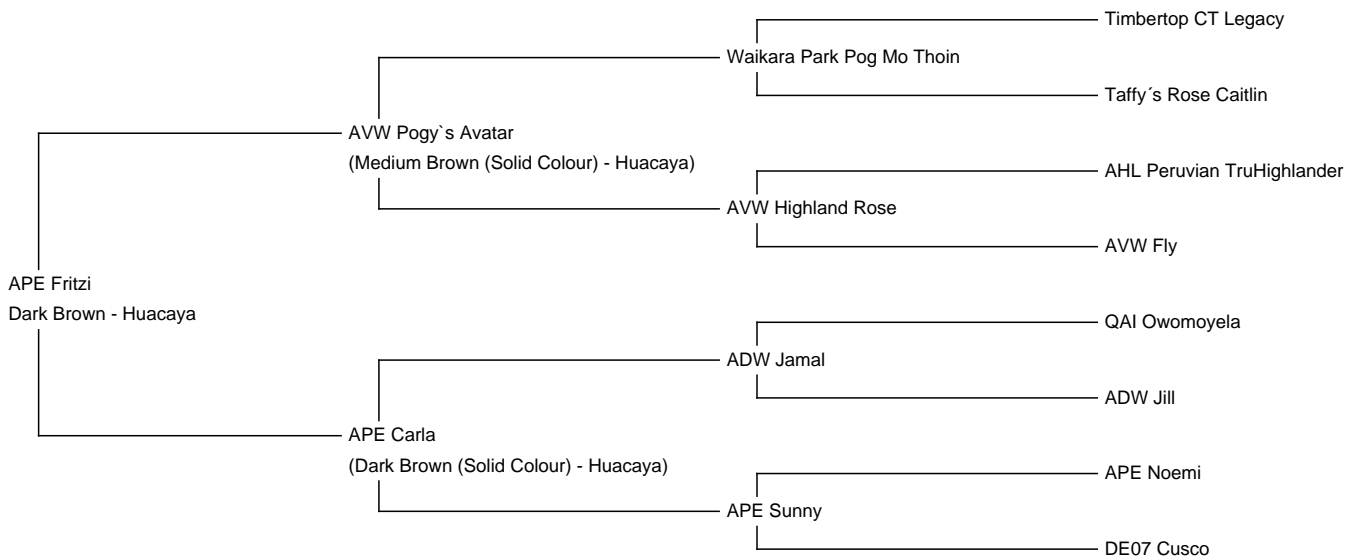 Timbertop CT Legacy
Waikara Park Pog Mo Thoin
Taffy´s Rose Caitlin
AVW Pogy`s Avatar
(Medium Brown (Solid Colour) - Huacaya)
AHL Peruvian TruHighlander
AVW Highland Rose
AVW Fly
APE Fritzi
Dark Brown - Huacaya
QAI Owomoyela
ADW Jamal
ADW Jill
APE Carla
(Dark Brown (Solid Colour) - Huacaya)
APE Noemi
APE Sunny
DE07 Cusco